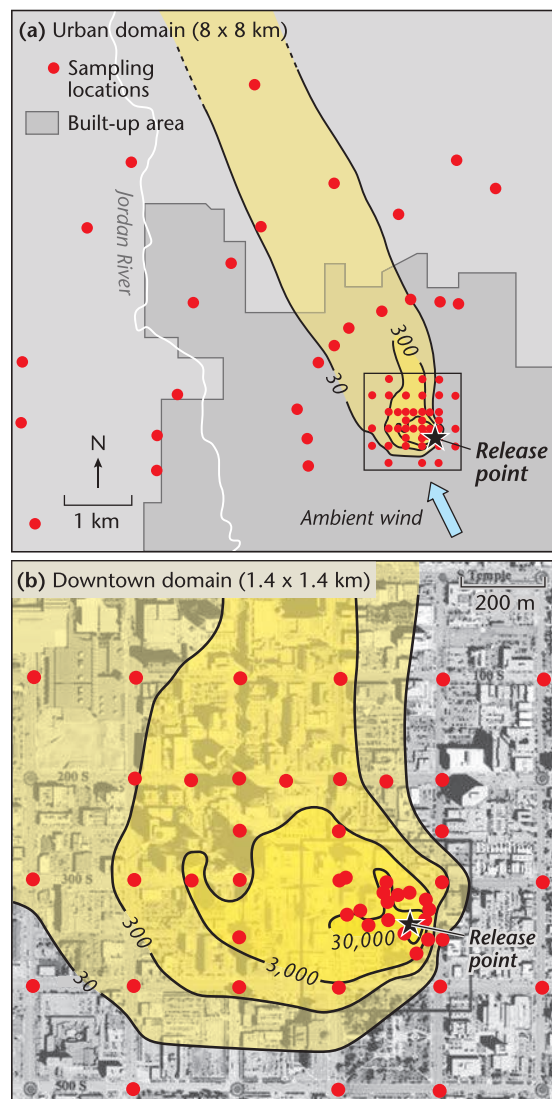 (a) Urban domain (8 x 8 km)
Sampling
locations
Built-up area
Jordan River
300
30
N
1 km
Release
point
Ambient wind
(b) Downtown domain (1.4 x 1.4 km)
S Temple
200 m
100 S
200 S
300 S
300
3,000
30,000
30
Release
point
500 S